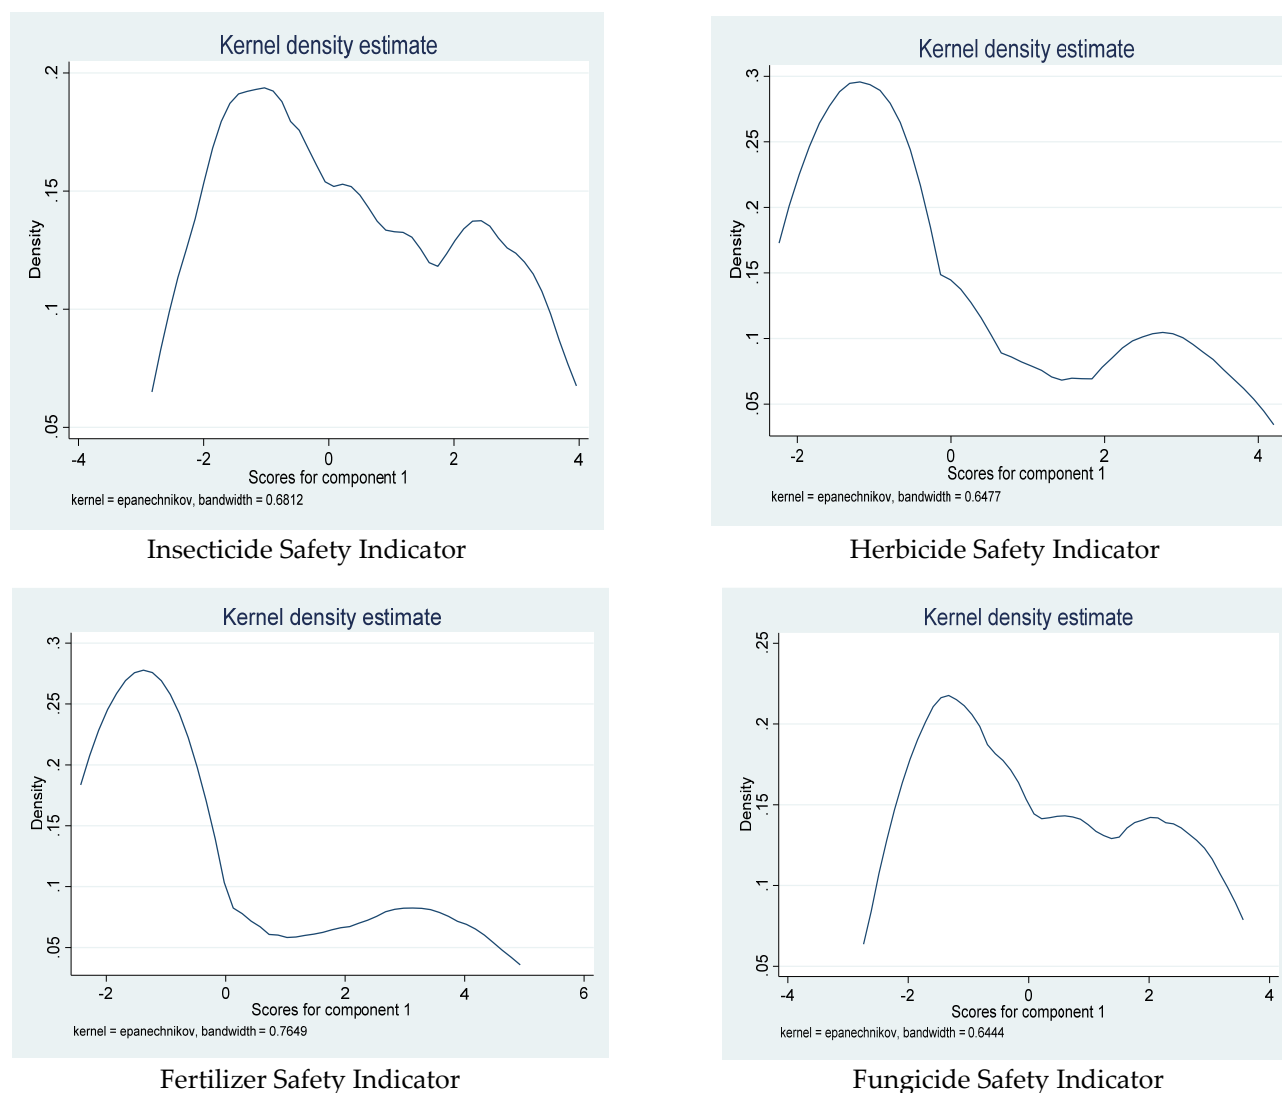 Kernel density estimate
.2
.15
.1
.05
Density
-4 -2 0 2 4
Scores for component 1
kernel = epanechnikov, bandwidth = 0.6812
Insecticide Safety Indicator
Kernel density estimate
.3
.25
.2
.15
.1
.05
Density
-2 0 2 4
Scores for component 1
kernel = epanechnikov, bandwidth = 0.6477
Herbicide Safety Indicator
Kernel density estimate
.3
.25
.2
.15
.1
.05
Density
-2 0 2 4 6
Scores for component 1
kernel = epanechnikov, bandwidth = 0.7649
Fertilizer Safety Indicator
Kernel density estimate
.25
.2
.15
.1
.05
Density
-4 -2 0 2 4
Scores for component 1
kernel = epanechnikov, bandwidth = 0.6444
Fungicide Safety Indicator